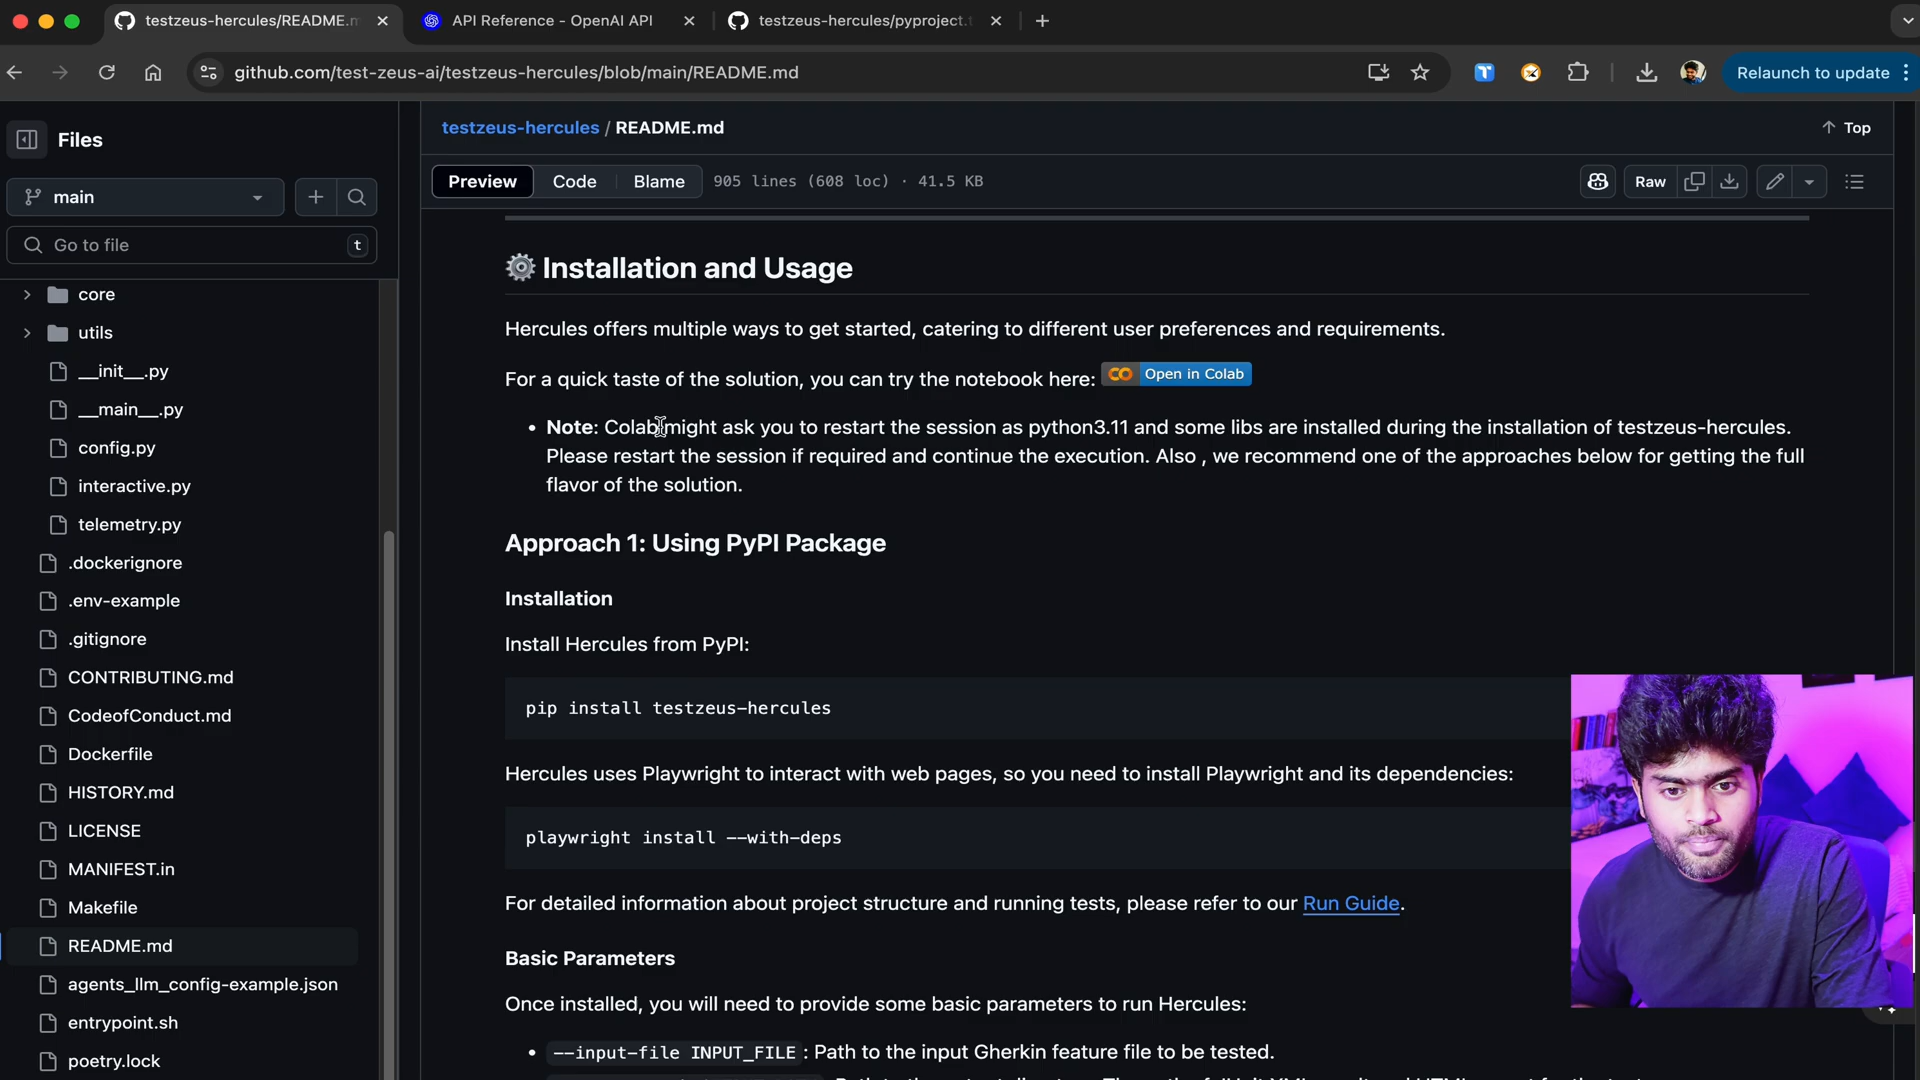 testzeus-hercules/README.m
API Reference - OpenAI API
testzeus-hercules/pyproject.
github.com/test-zeus-ai/testzeus-hercules/blob/main/README.md
Relaunch to update
Files
main
Go to file
t
core
utils
__init__.py
__main__.py
config.py
interactive.py
telemetry.py
.dockerignore
.env-example
.gitignore
CONTRIBUTING.md
CodeofConduct.md
Dockerfile
HISTORY.md
LICENSE
MANIFEST.in
Makefile
README.md
agents_llm_config-example.json
entrypoint.sh
poetry.lock
testzeus-hercules / README.md
Top
Preview Code Blame 905 lines (608 loc) · 41.5 KB
Raw
Installation and Usage
Hercules offers multiple ways to get started, catering to different user preferences and requirements.
For a quick taste of the solution, you can try the notebook here: Open in Colab
• Note: Colab might ask you to restart the session as python3.11 and some libs are installed during the installation of testzeus-hercules.
Please restart the session if required and continue the execution. Also , we recommend one of the approaches below for getting the full
flavor of the solution.
Approach 1: Using PyPI Package
Installation
Install Hercules from PyPI:
pip install testzeus-hercules
Hercules uses Playwright to interact with web pages, so you need to install Playwright and its dependencies:
playwright install --with-deps
For detailed information about project structure and running tests, please refer to our Run Guide.
Basic Parameters
Once installed, you will need to provide some basic parameters to run Hercules:
• --input-file INPUT_FILE : Path to the input Gherkin feature file to be tested.